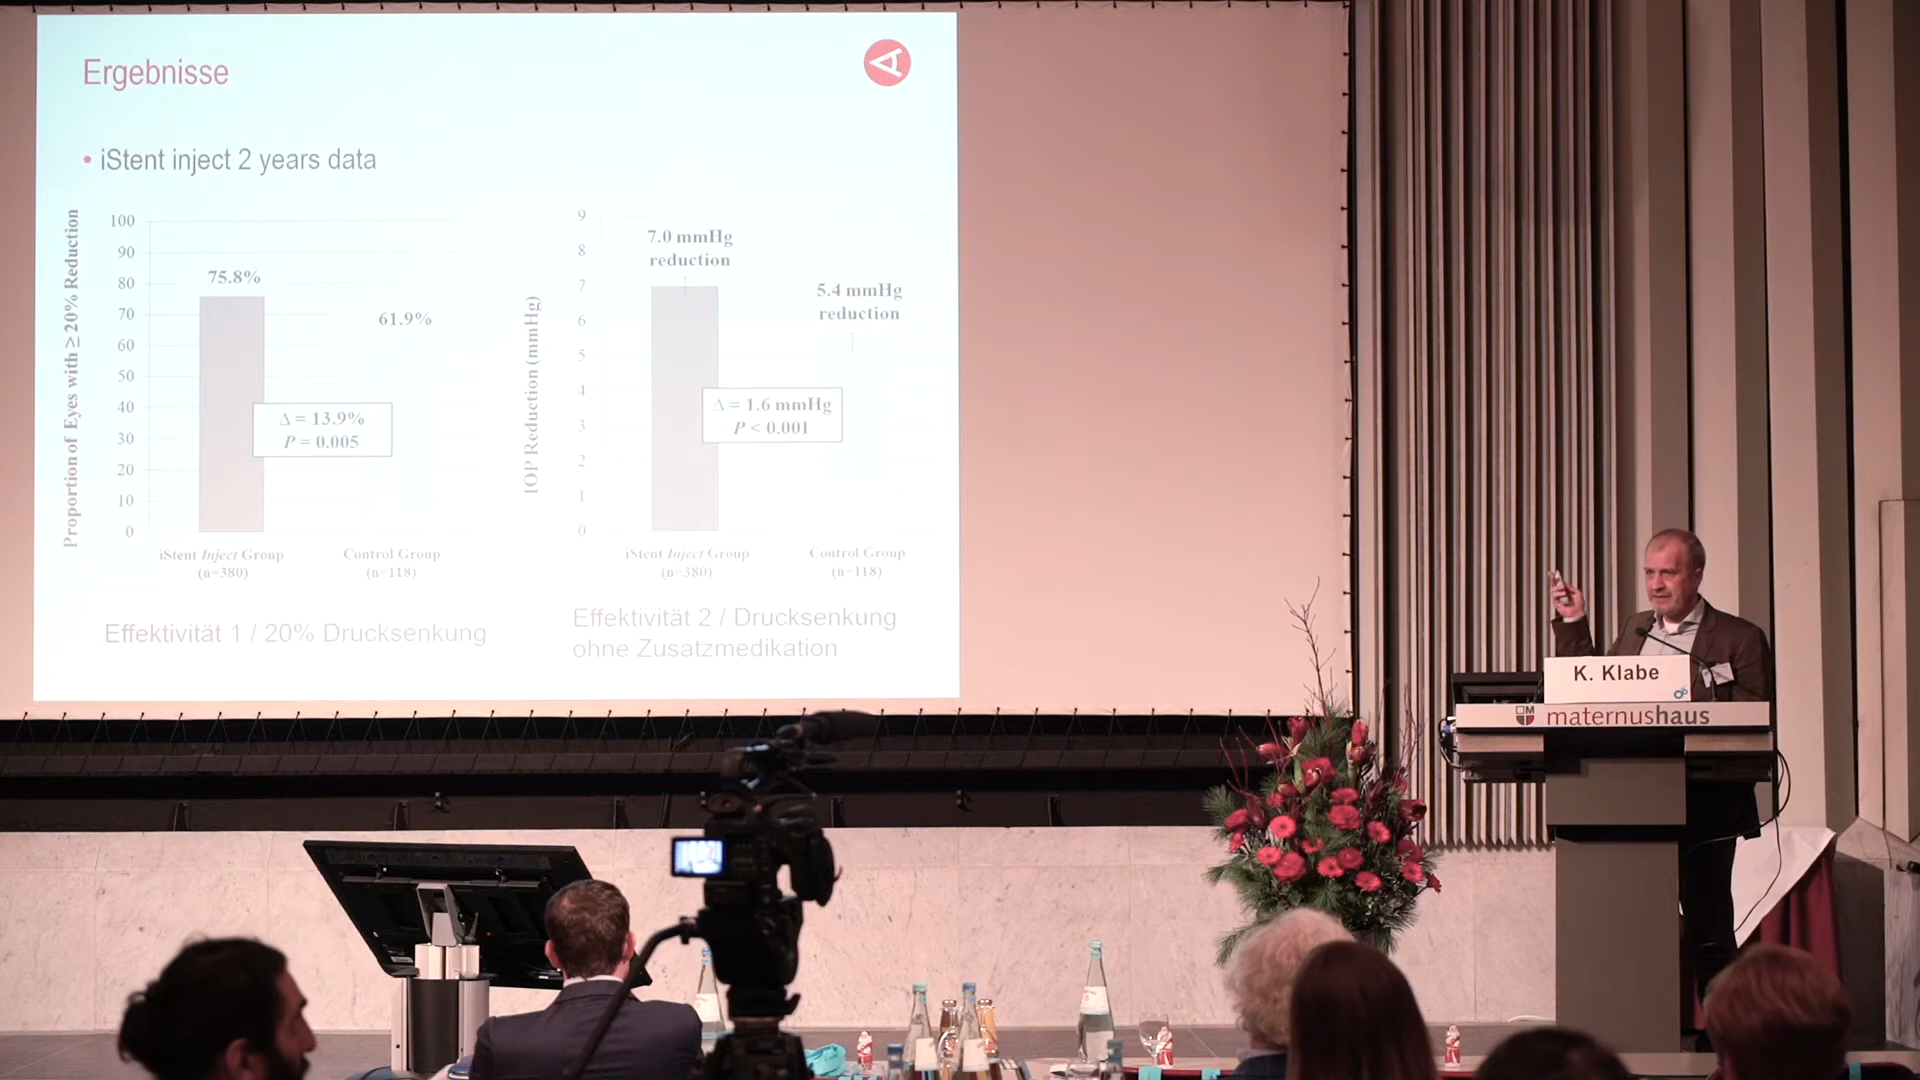 Ergebnisse
• iStent inject 2 years data
Proportion of Eyes with ≥ 20% Reduction
100
90
80
70
60
50
40
30
20
10
0
75.8%
61.9%
Δ = 13.9%
P = 0.005
iStent Inject Group
(n=380)
Control Group
(n=118)
Effektivität 1 / 20% Drucksenkung
IOP Reduction (mmHg)
9
8
7
6
5
4
3
2
1
0
7.0 mmHg
reduction
5.4 mmHg
reduction
Δ = 1.6 mmHg
P < 0.001
iStent Inject Group
(n=380)
Control Group
(n=118)
Effektivität 2 / Drucksenkung
ohne Zusatzmedikation
K. Klabe
maternushaus